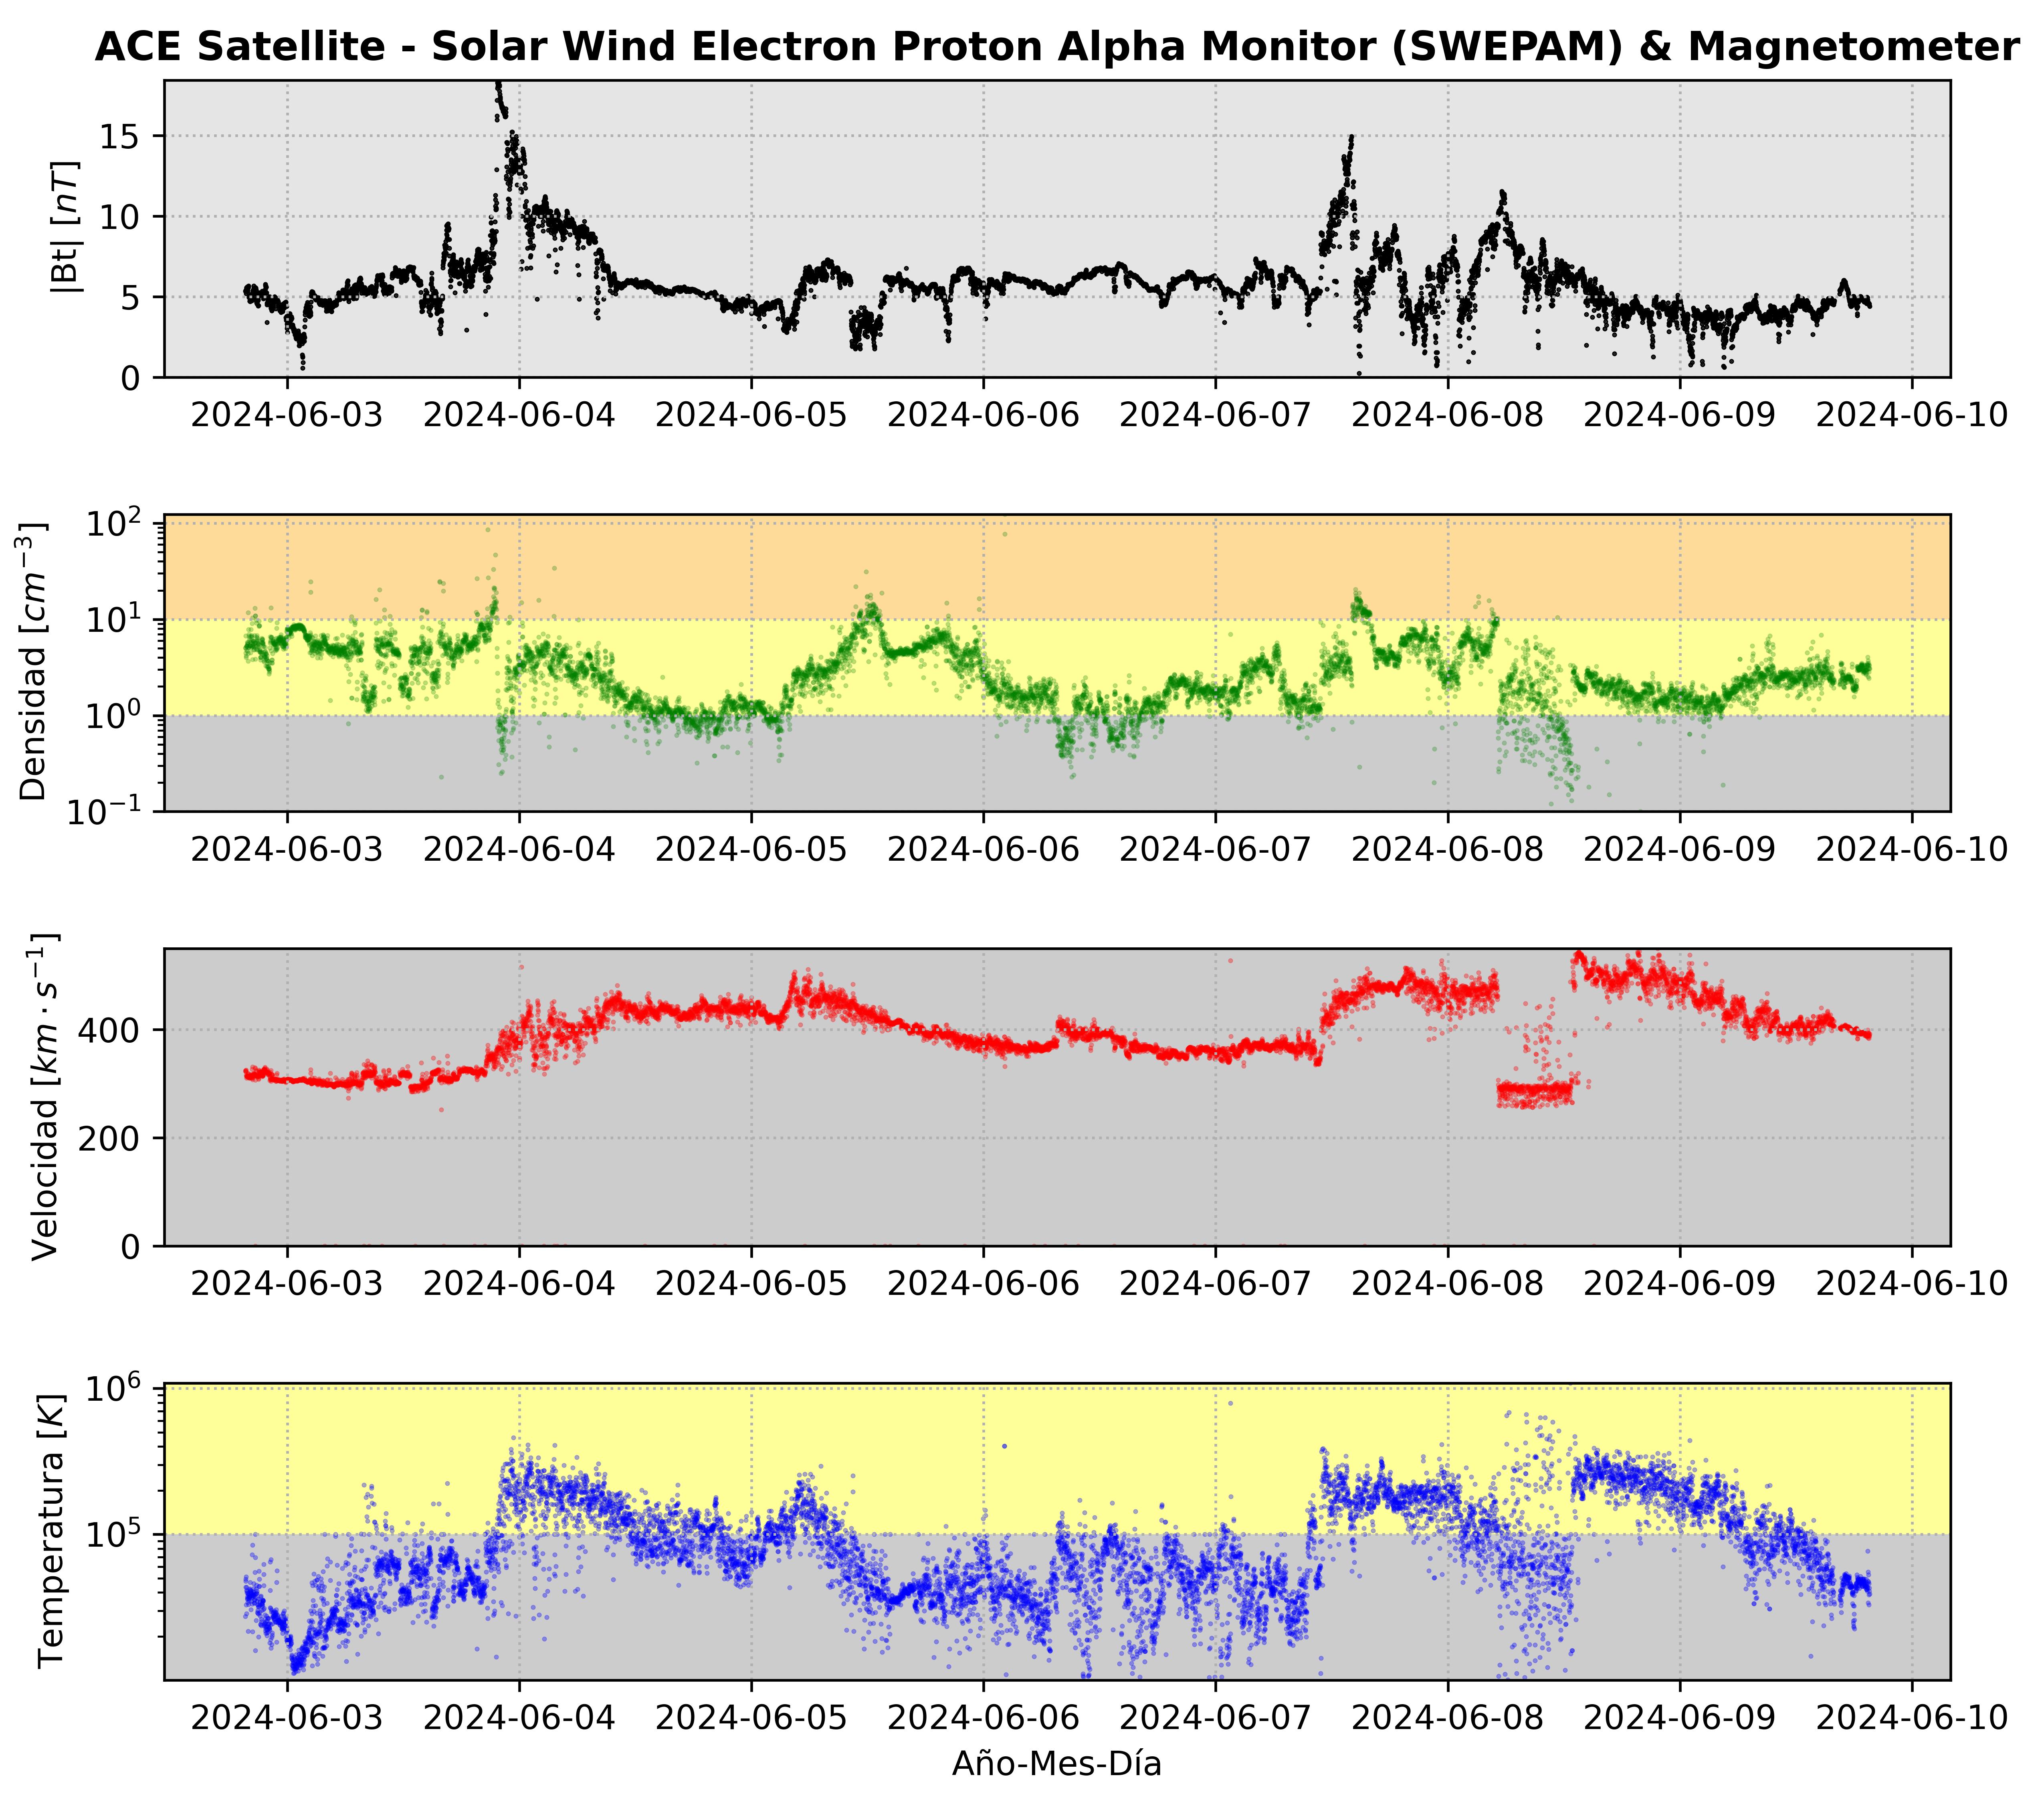 ACE Satellite - Solar Wind Electron Proton Alpha Monitor (SWEPAM) & Magnetometer
|Bt| [nT]
15
10
5
0
2024-06-03 2024-06-04 2024-06-05 2024-06-06 2024-06-07 2024-06-08 2024-06-09 2024-06-10
Densidad [cm⁻³]
10²
10¹
10⁰
10⁻¹
2024-06-03 2024-06-04 2024-06-05 2024-06-06 2024-06-07 2024-06-08 2024-06-09 2024-06-10
Velocidad [km · s⁻¹]
400
200
0
2024-06-03 2024-06-04 2024-06-05 2024-06-06 2024-06-07 2024-06-08 2024-06-09 2024-06-10
Temperatura [K]
10⁶
10⁵
2024-06-03 2024-06-04 2024-06-05 2024-06-06 2024-06-07 2024-06-08 2024-06-09 2024-06-10
Año-Mes-Día